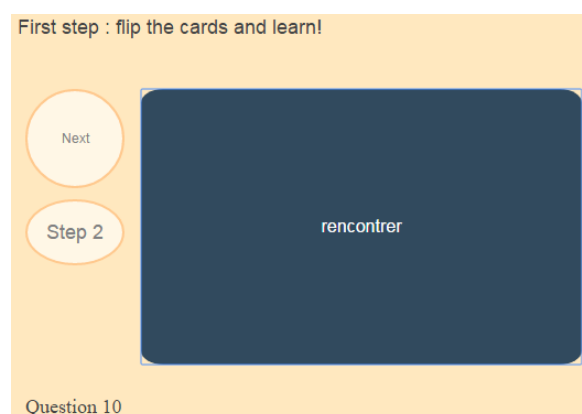 First step : flip the cards and learn!
Next
Step 2
rencontrer
Question 10